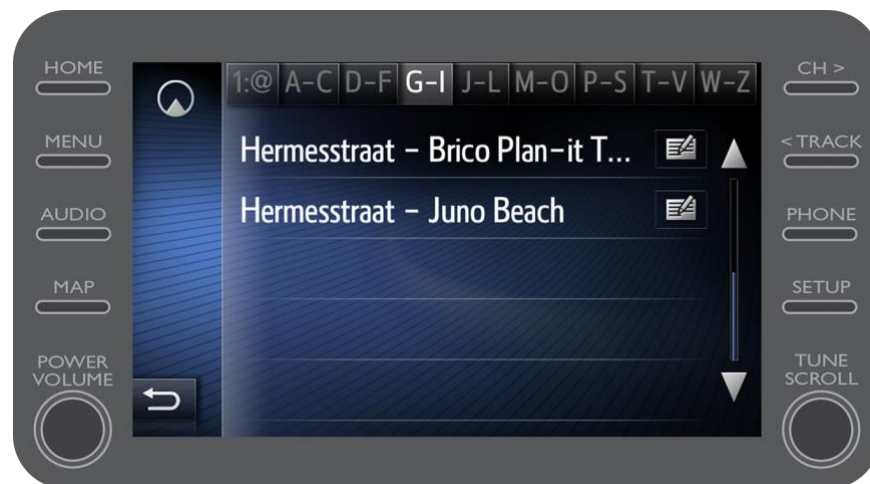 HOME
MENU
AUDIO
MAP
POWER
VOLUME
1:@ A-C D-F G-I J-L M-O P-S T-V W-Z
Hermesstraat - Brico Plan-it T...
Hermesstraat - Juno Beach
CH >
< TRACK
PHONE
SETUP
TUNE
SCROLL